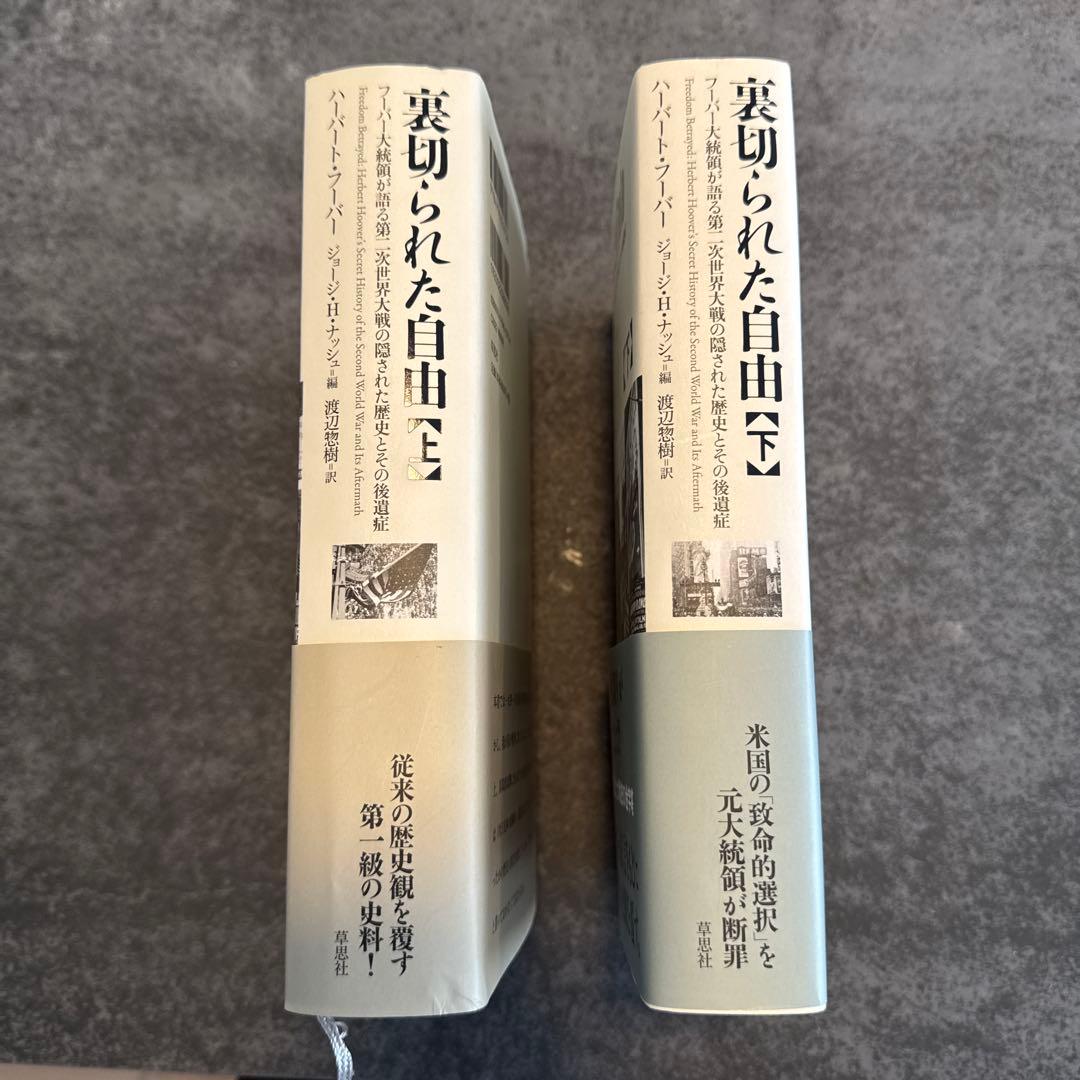 裏切られた自由【上】
フーバー大統領が語る第二次世界大戦の隠された歴史とその後遺症
Freedom Betrayed: Herbert Hoover's Secret History of the Second World War and Its Aftermath
ハーバート・フーバー ジョージ・H・ナッシュ=編 渡辺惣樹=訳
従来の歴史観を覆す
第一級の史料！
草思社
裏切られた自由【下】
フーバー大統領が語る第二次世界大戦の隠された歴史とその後遺症
Freedom Betrayed: Herbert Hoover's Secret History of the Second World War and Its Aftermath
ハーバート・フーバー ジョージ・H・ナッシュ=編 渡辺惣樹=訳
米国の「致命的選択」を
元大統領が断罪
草思社